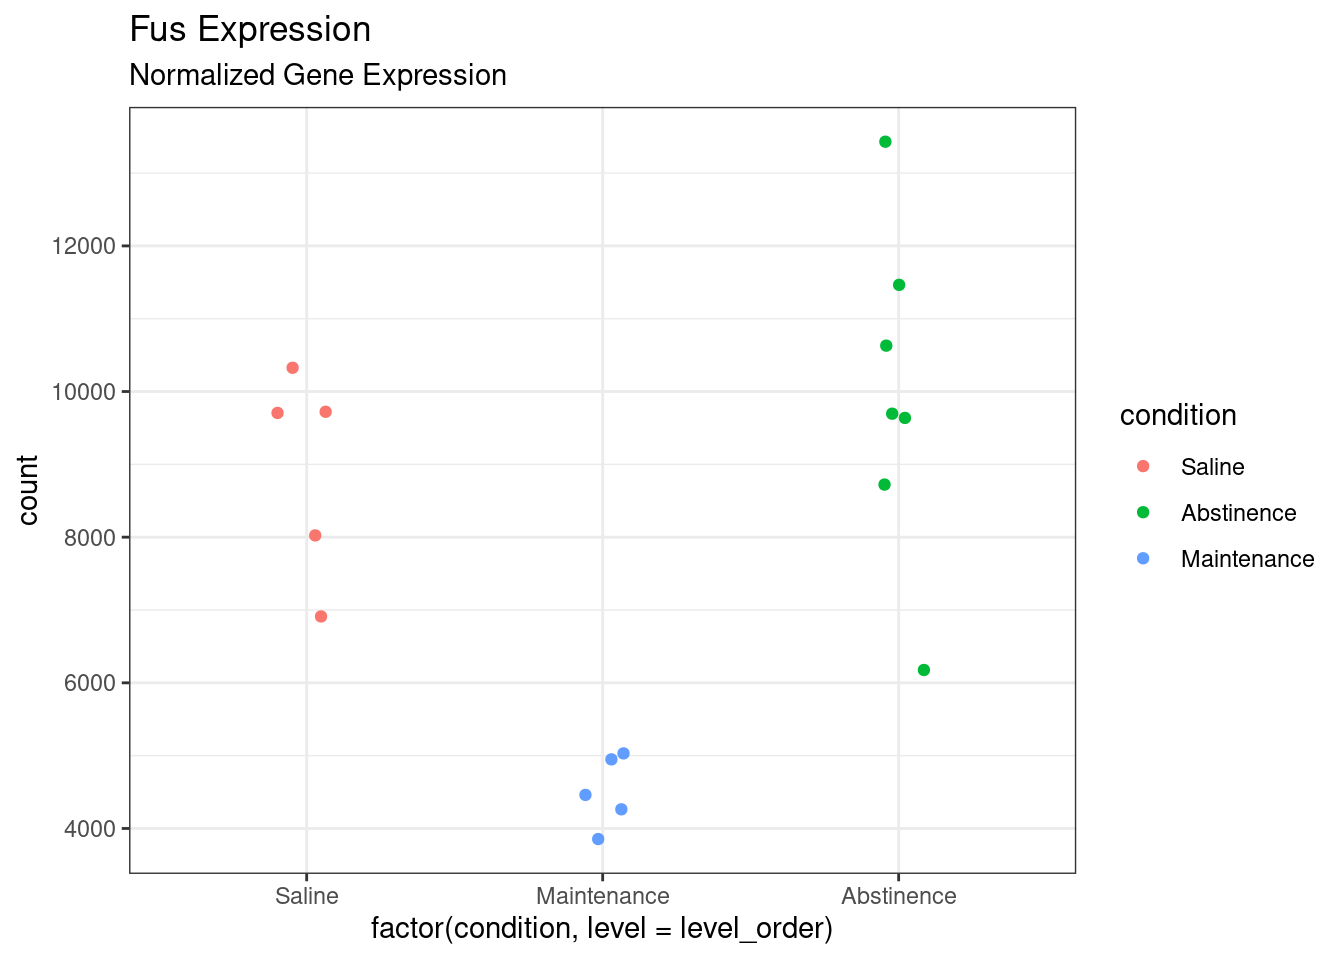 Fus Expression
Normalized Gene Expression
count
12000
10000
8000
6000
4000
Saline
Maintenance
Abstinence
factor(condition, level = level_order)
condition
Saline
Abstinence
Maintenance